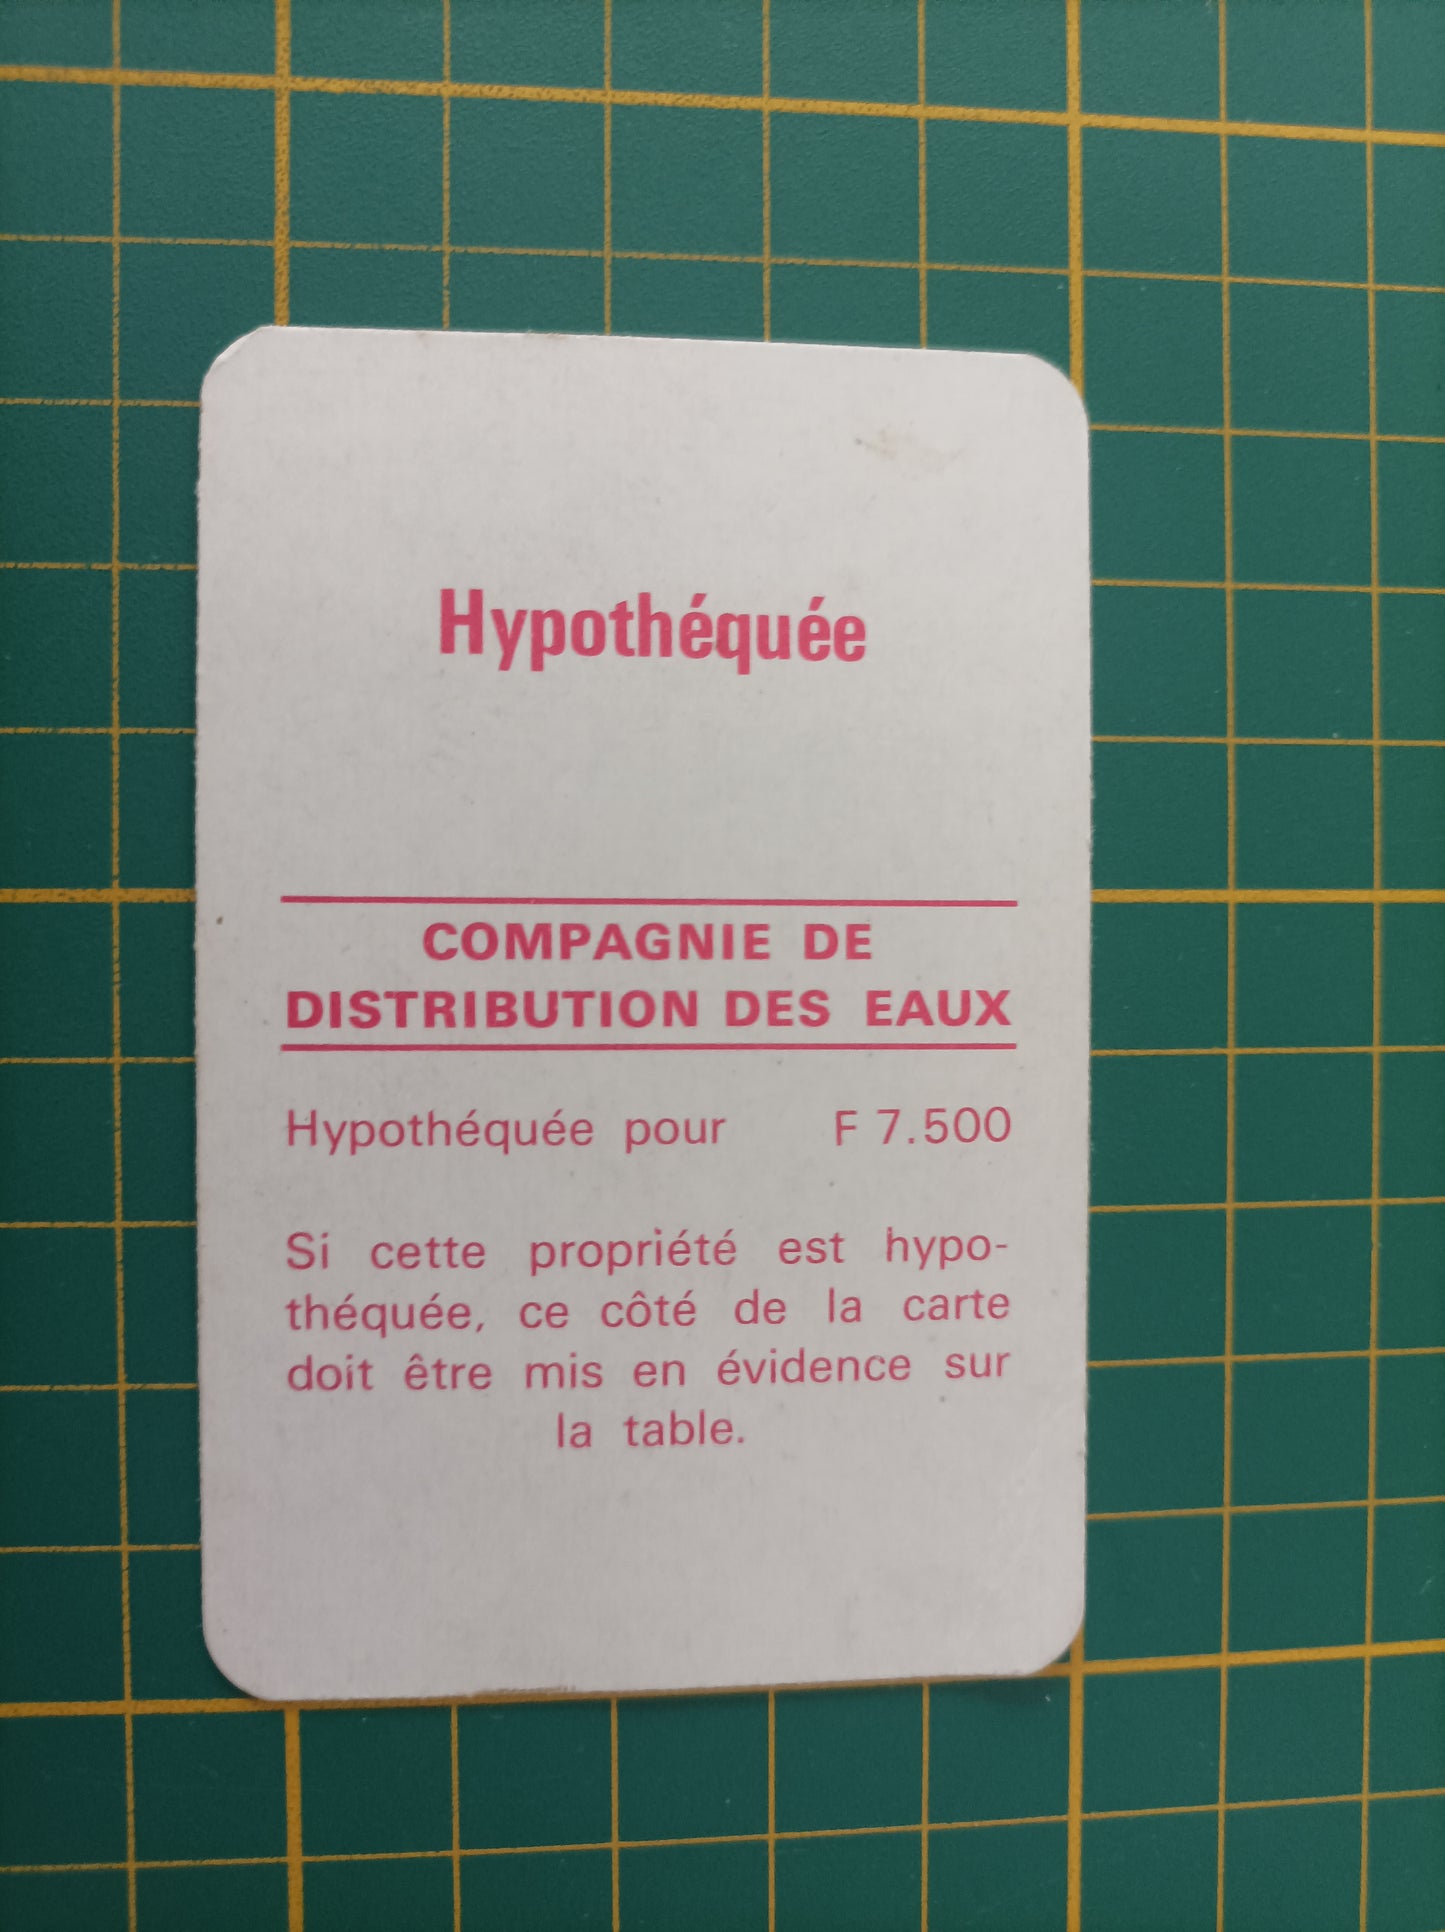 Hypothéquée
COMPAGNIE DE
DISTRIBUTION DES EAUX
Hypothéquée pour F 7.500
Si cette propriété est hypo-
théquée, ce côté de la carte
doit être mis en évidence sur
la table.